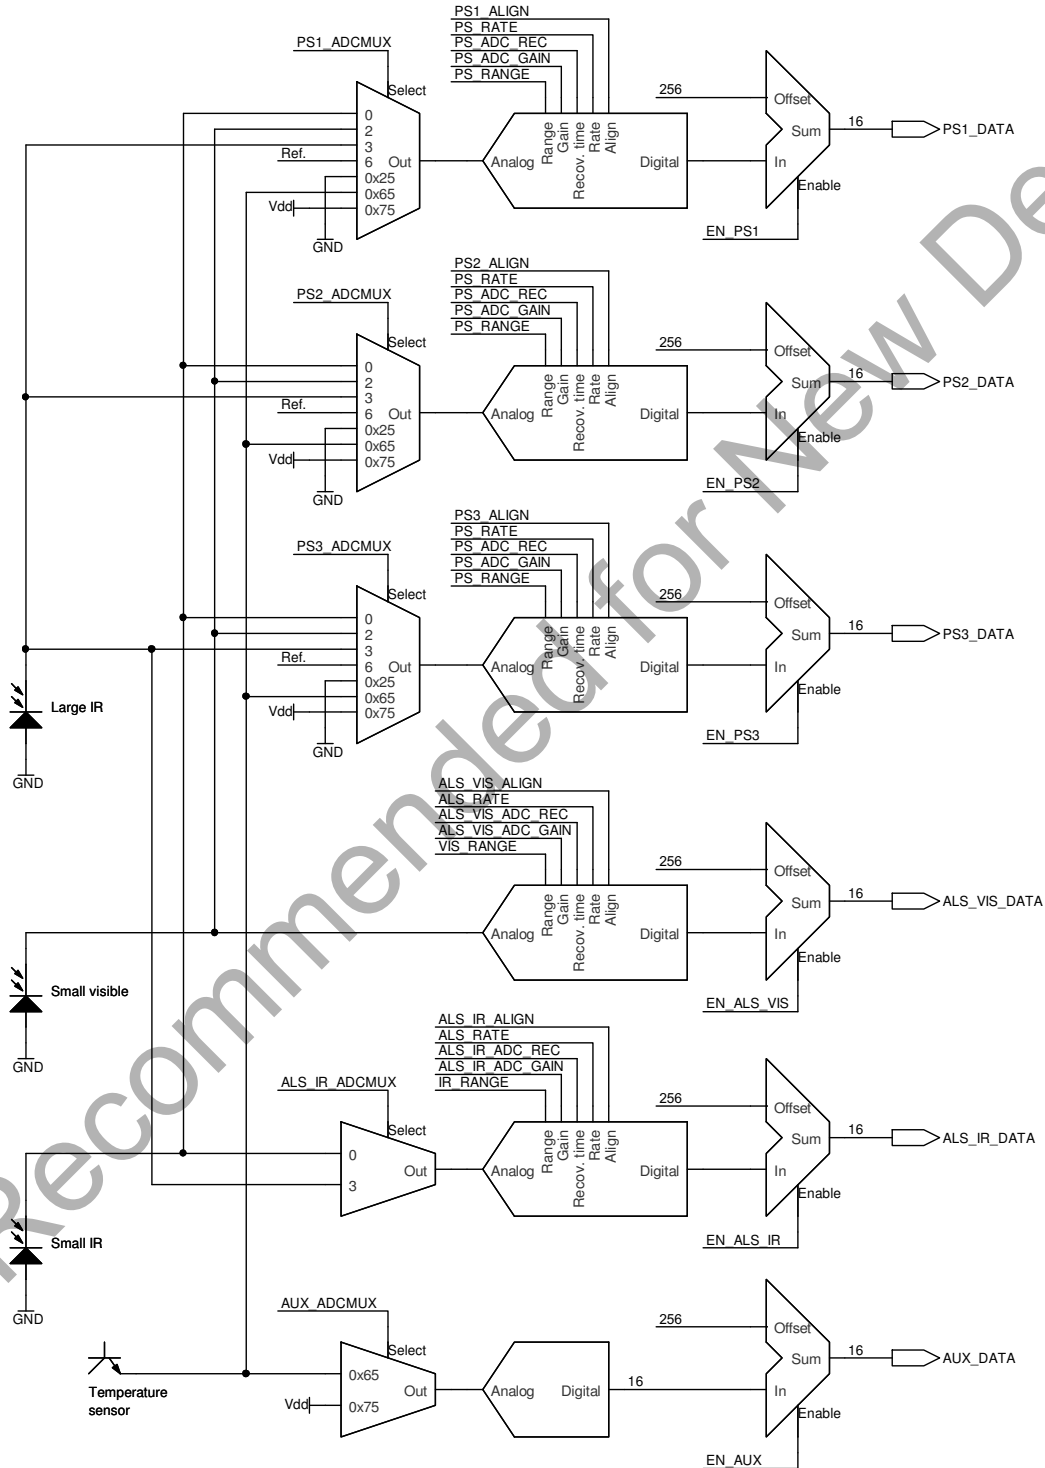 PS1_ALIGN
PS_RATE
PS_ADC_REC
PS_ADC_GAIN
PS_RANGE
PS1_ADCMUX
Select
0
2
3
6
0x25
0x65
0x75
Out
Ref.
Vdd
GND
Analog
Range
Gain
Recov. time
Rate
Align
Digital
256
Offset
Sum
In
Enable
16
PS1_DATA
EN_PS1
PS2_ALIGN
PS_RATE
PS_ADC_REC
PS_ADC_GAIN
PS_RANGE
PS2_ADCMUX
Select
0
2
3
6
0x25
0x65
0x75
Out
Ref.
Vdd
GND
Analog
Range
Gain
Recov. time
Rate
Align
Digital
256
Offset
Sum
In
Enable
16
PS2_DATA
EN_PS2
PS3_ALIGN
PS_RATE
PS_ADC_REC
PS_ADC_GAIN
PS_RANGE
PS3_ADCMUX
Select
0
2
3
6
0x25
0x65
0x75
Out
Ref.
Vdd
GND
Analog
Range
Gain
Recov. time
Rate
Align
Digital
256
Offset
Sum
In
Enable
16
PS3_DATA
EN_PS3
Large IR
GND
ALS_VIS_ALIGN
ALS_RATE
ALS_VIS_ADC_REC
ALS_VIS_ADC_GAIN
VIS_RANGE
Analog
Range
Gain
Recov. time
Rate
Align
Digital
256
Offset
Sum
In
Enable
16
ALS_VIS_DATA
EN_ALS_VIS
Small visible
GND
ALS_IR_ALIGN
ALS_RATE
ALS_IR_ADC_REC
ALS_IR_ADC_GAIN
IR_RANGE
ALS_IR_ADCMUX
Select
0
3
Out
Analog
Range
Gain
Recov. time
Rate
Align
Digital
256
Offset
Sum
In
Enable
16
ALS_IR_DATA
EN_ALS_IR
Small IR
GND
AUX_ADCMUX
Select
0x65
0x75
Out
Vdd
Temperature
sensor
Analog
Digital
16
256
Offset
Sum
In
Enable
16
AUX_DATA
EN_AUX
Recommended for New De